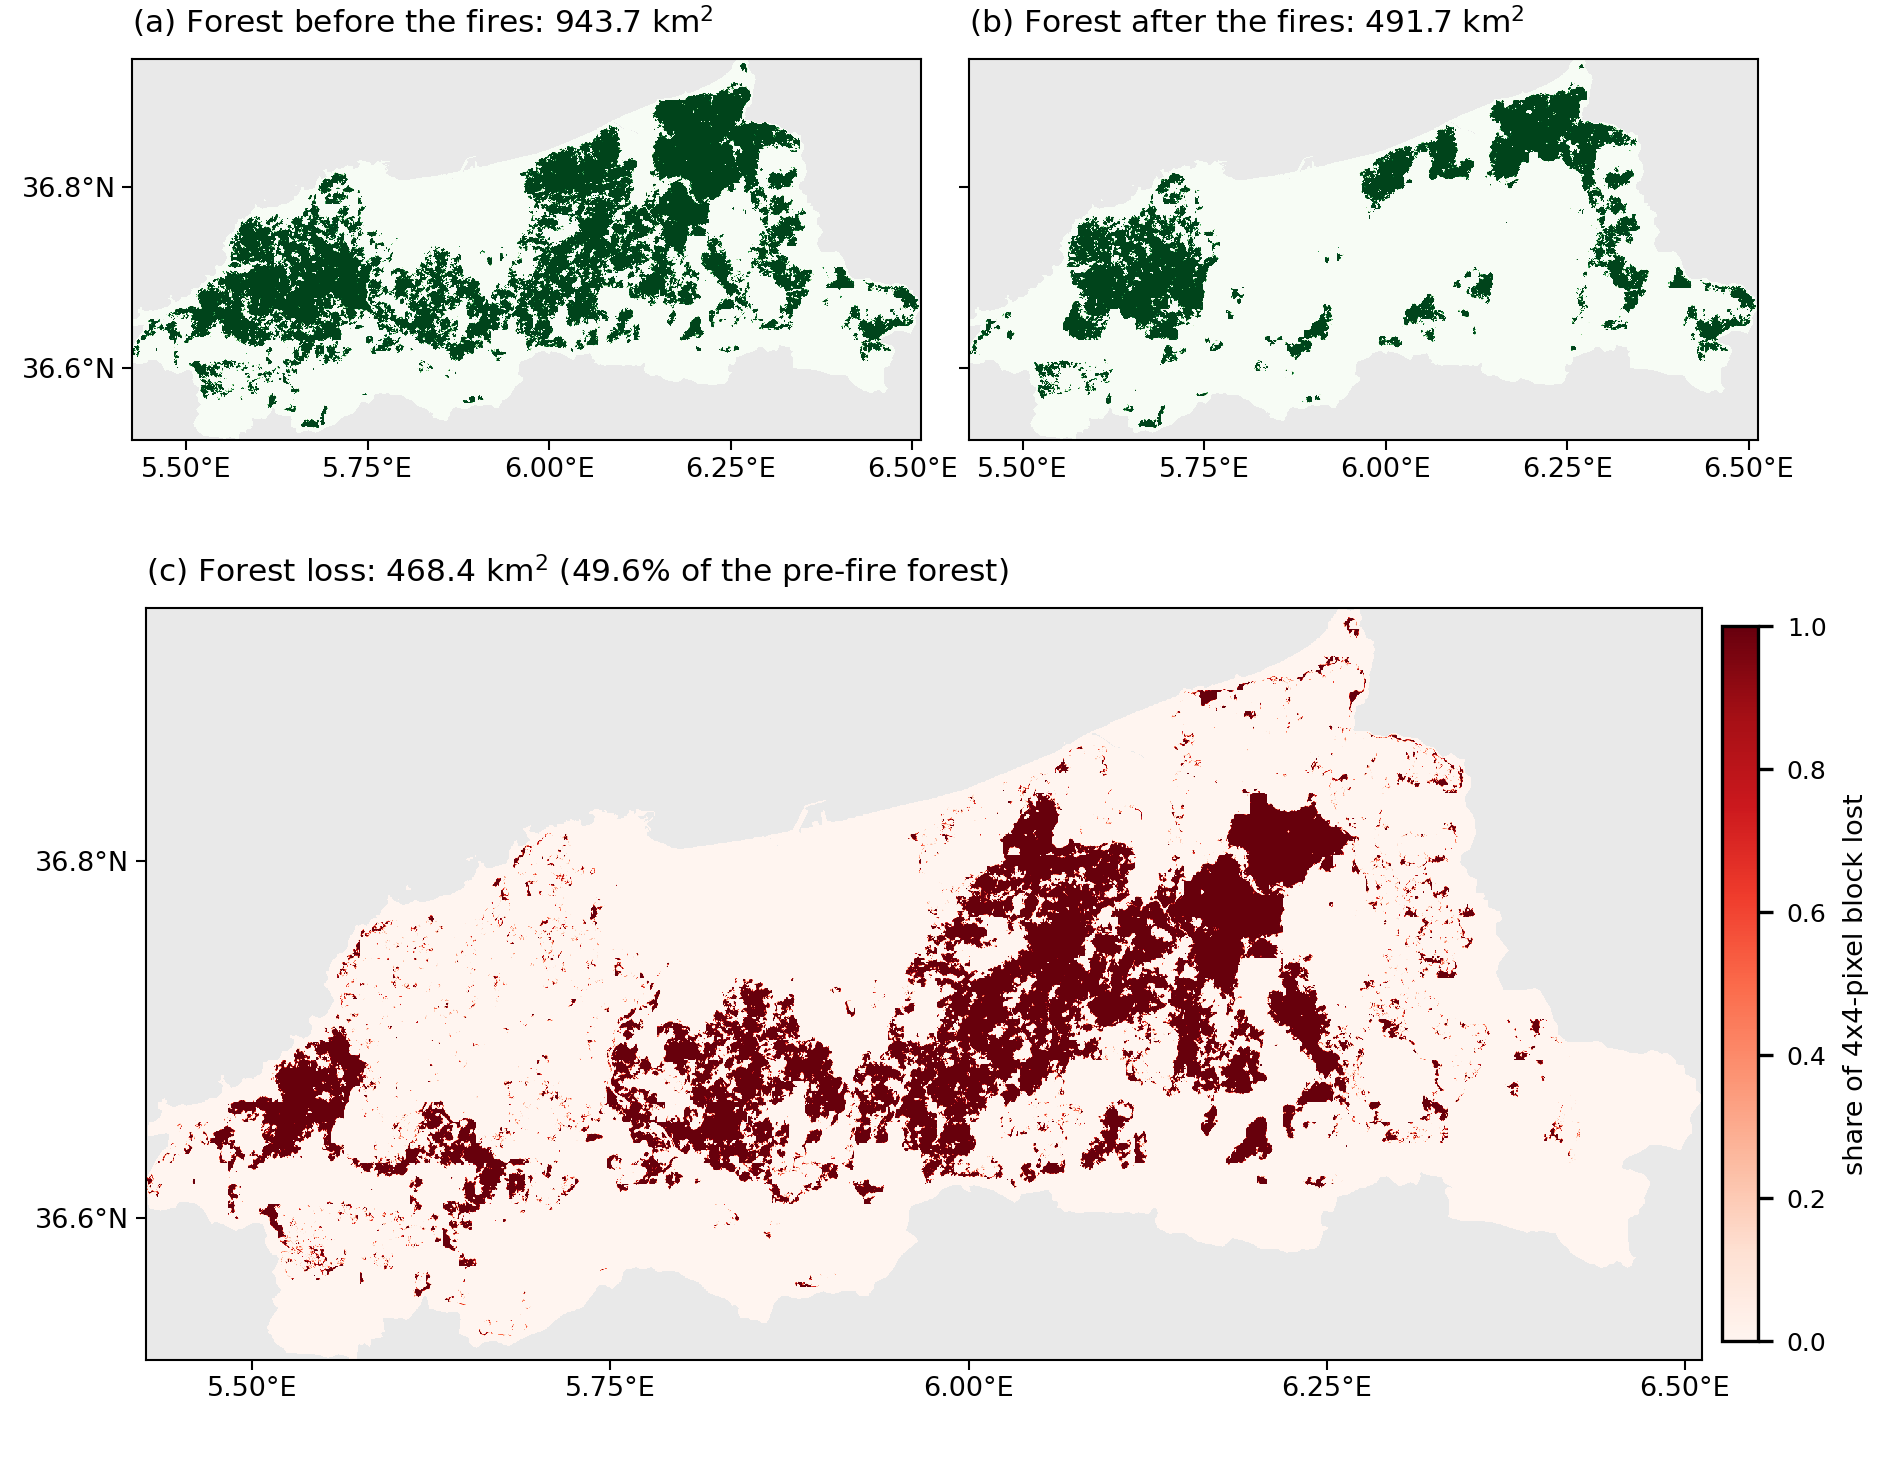 (a) Forest before the fires: 943.7 km²
(b) Forest after the fires: 491.7 km²
36.8°N
36.6°N
5.50°E 5.75°E 6.00°E 6.25°E 6.50°E
5.50°E 5.75°E 6.00°E 6.25°E 6.50°E
(c) Forest loss: 468.4 km² (49.6% of the pre-fire forest)
36.8°N
36.6°N
5.50°E 5.75°E 6.00°E 6.25°E 6.50°E
1.0
0.8
0.6
0.4
0.2
0.0
share of 4x4-pixel block lost